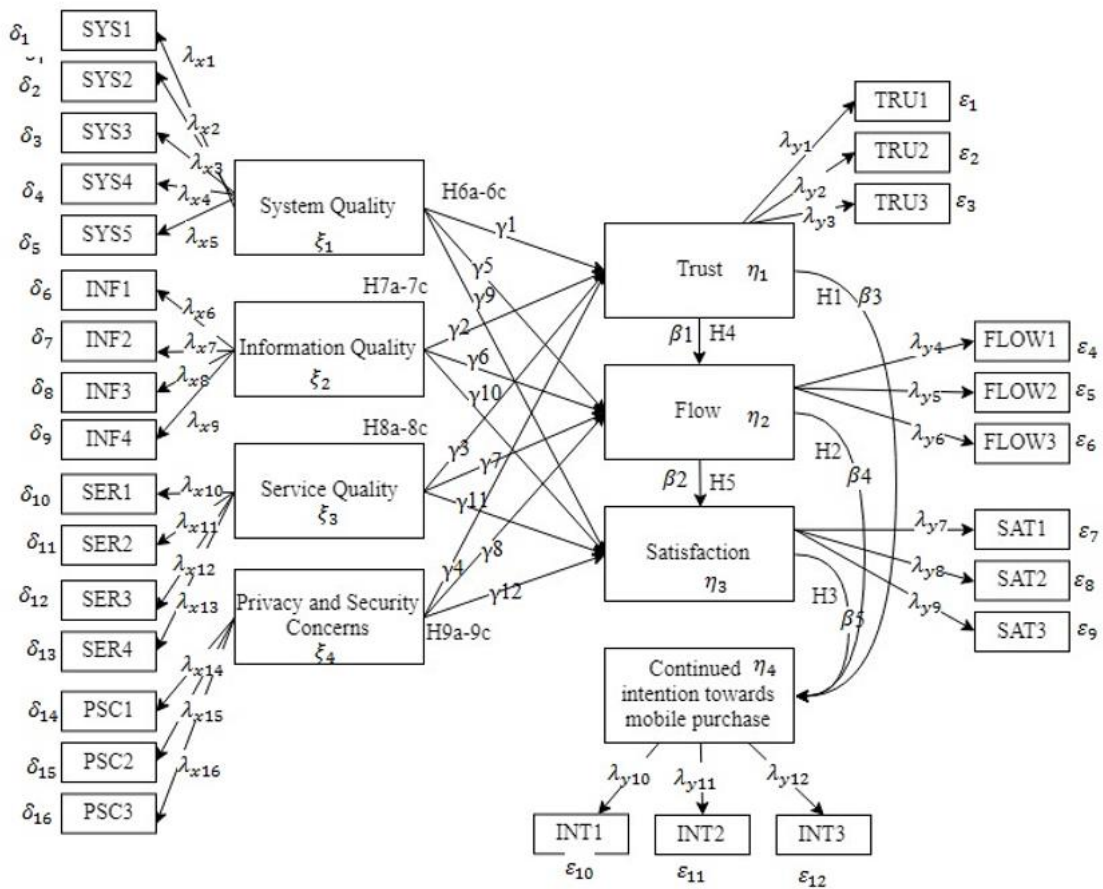 δ₁ SYS1 λₓ₁
δ₂ SYS2 λₓ₂
δ₃ SYS3 λₓ₃
δ₄ SYS4 λₓ₄
δ₅ SYS5 λₓ₅
System Quality
ξ₁
δ₆ INF1 λₓ₆
δ₇ INF2 λₓ₇
δ₈ INF3 λₓ₈
δ₉ INF4 λₓ₉
Information Quality
ξ₂
δ₁₀ SER1 λₓ₁₀
δ₁₁ SER2 λₓ₁₁
δ₁₂ SER3 λₓ₁₂
δ₁₃ SER4 λₓ₁₃
Service Quality
ξ₃
δ₁₄ PSC1 λₓ₁₄
δ₁₅ PSC2 λₓ₁₅
δ₁₆ PSC3 λₓ₁₆
Privacy and Security
Concerns
ξ₄
H6a-6c
γ1
γ5
γ9
H7a-7c
γ2
γ6
γ10
H8a-8c
γ3
γ7
γ11
γ4
γ8
γ12
H9a-9c
Trust η₁
λy₁ TRU1 ε₁
λy₂ TRU2 ε₂
λy₃ TRU3 ε₃
H1 β3
β1 H4
Flow η₂
λy₄ FLOW1 ε₄
λy₅ FLOW2 ε₅
λy₆ FLOW3 ε₆
H2 β4
β2 H5
Satisfaction
η₃
λy₇ SAT1 ε₇
λy₈ SAT2 ε₈
λy₉ SAT3 ε₉
H3 β5
Continued η₄
intention towards
mobile purchase
λy₁₀ λy₁₁ λy₁₂
INT1 INT2 INT3
ε₁₀ ε₁₁ ε₁₂